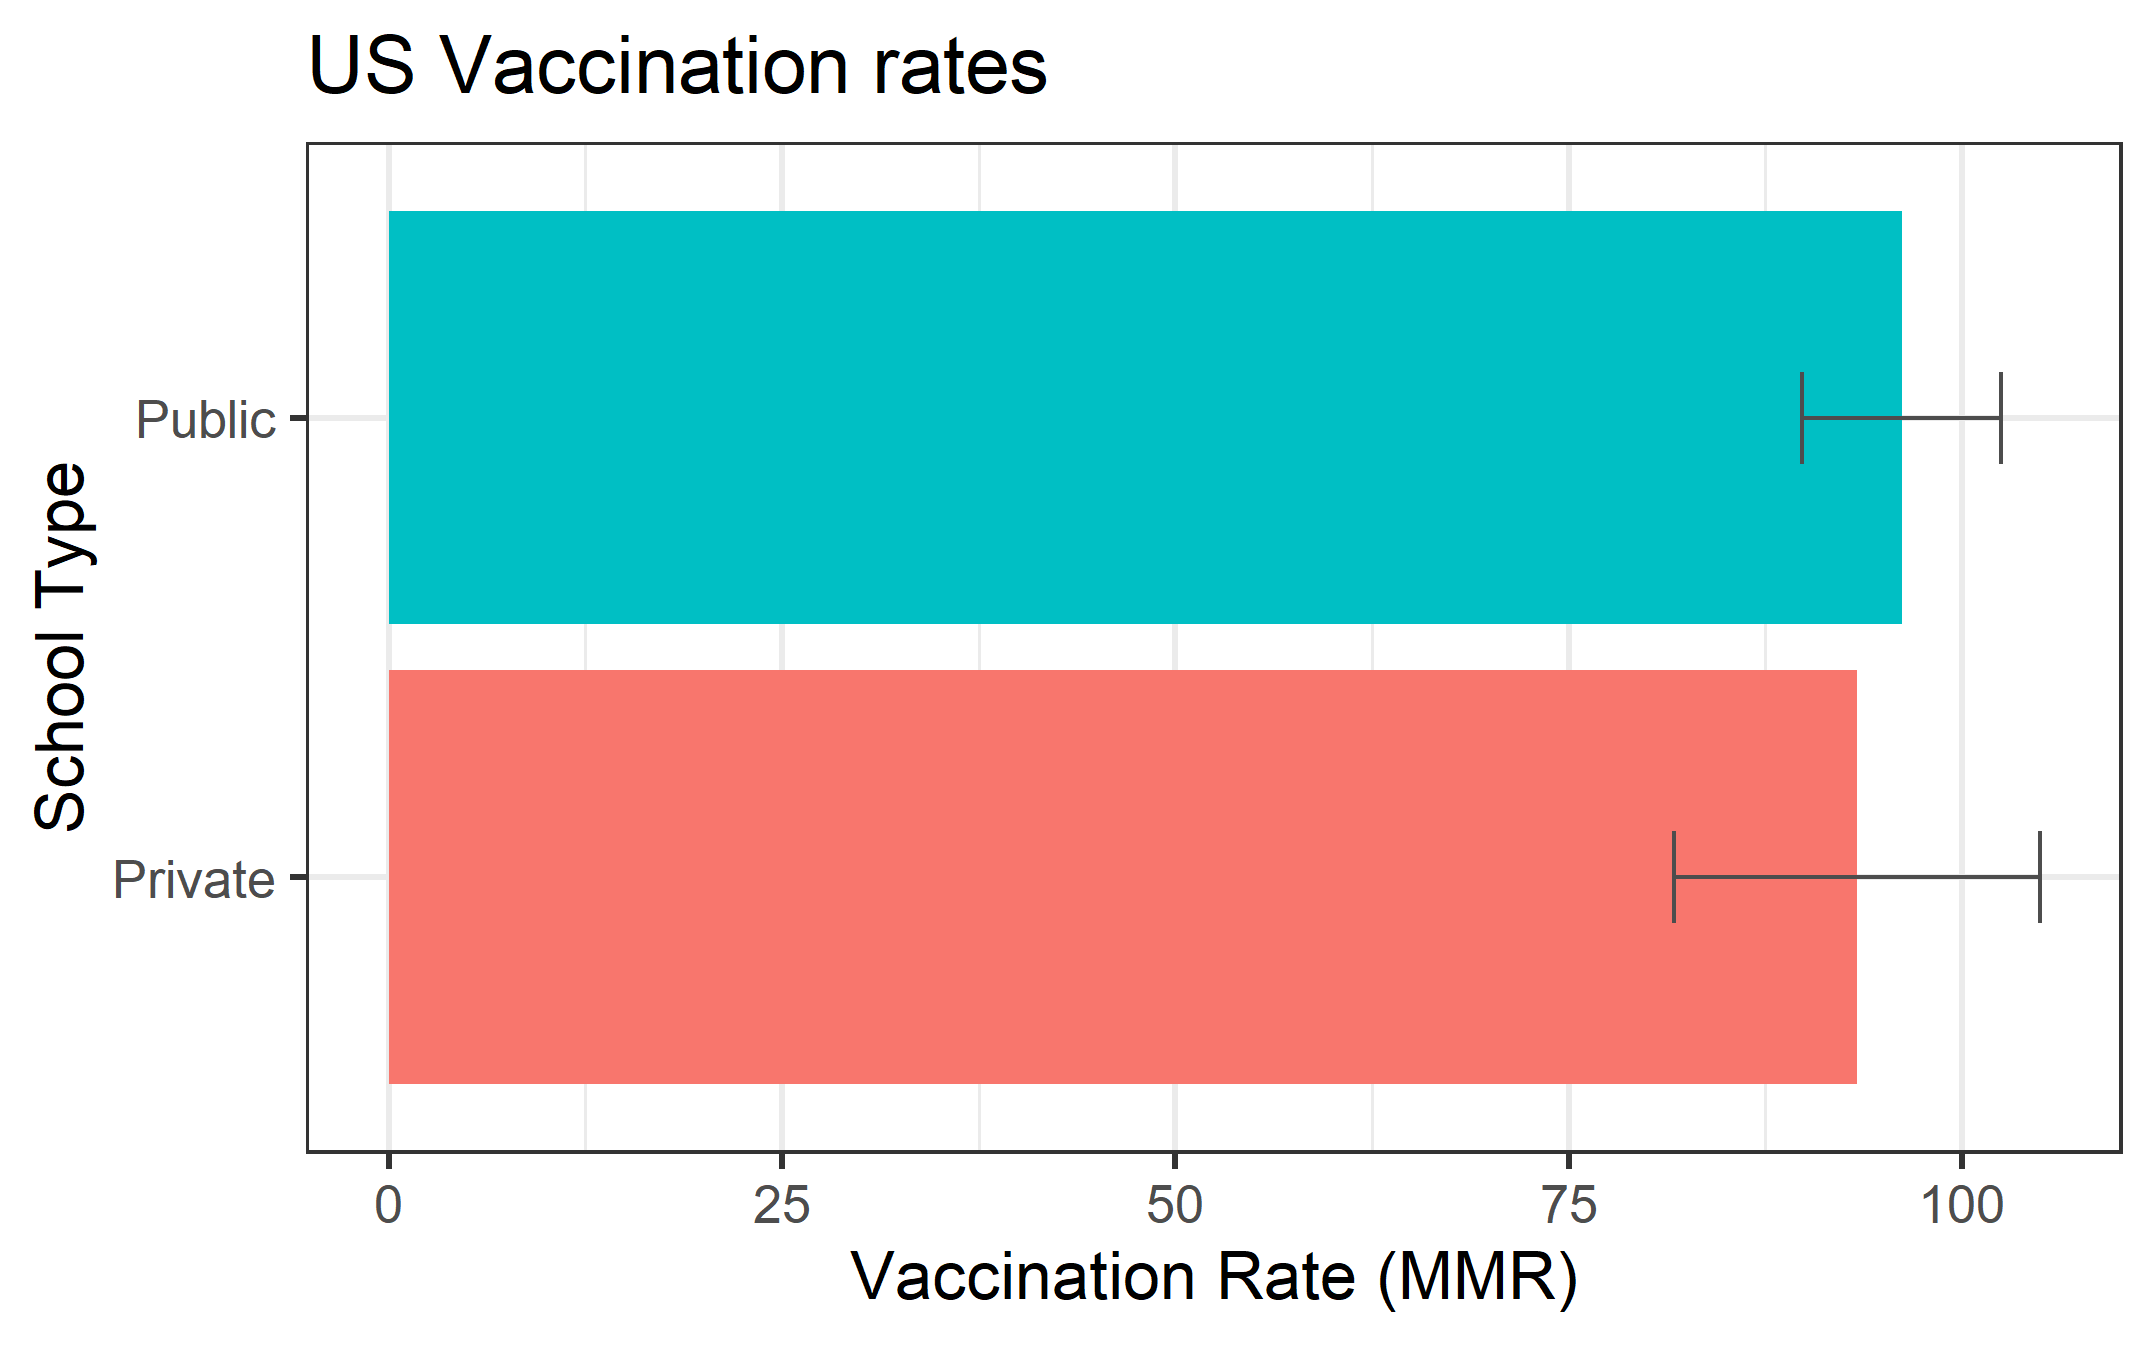 US Vaccination rates
Public
Private
School Type
0 25 50 75 100
Vaccination Rate (MMR)